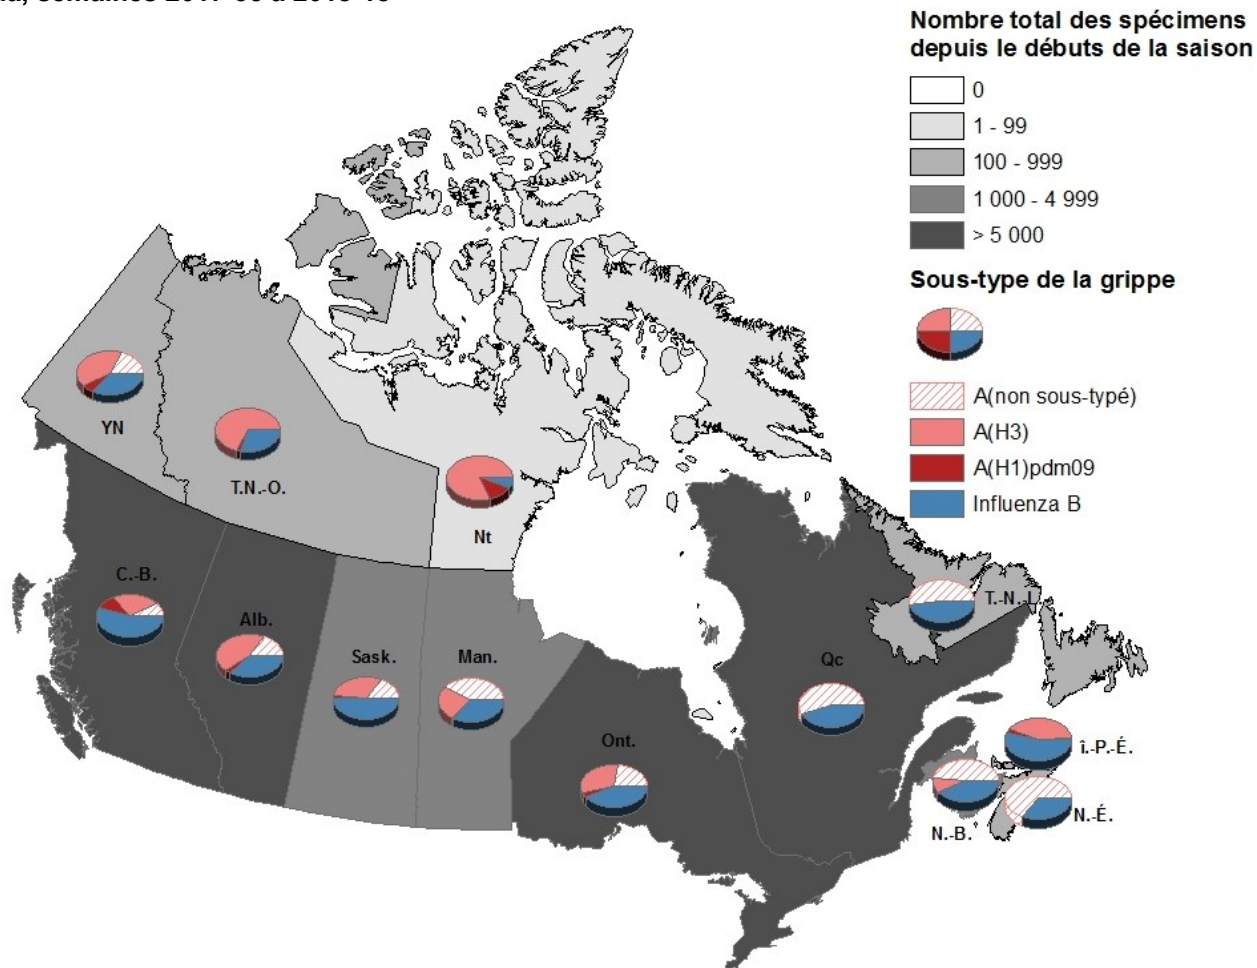 Nombre total des spécimens
depuis le débuts de la saison
0
1 - 99
100 - 999
1 000 - 4 999
> 5 000
Sous-type de la grippe
A(non sous-typé)
A(H3)
A(H1)pdm09
Influenza B
YN
T.N.-O.
Nt
C.-B.
Alb.
Sask.
Man.
Ont.
Qc
T.-N.-L.
î.-P.-É.
N.-B.
N.-É.